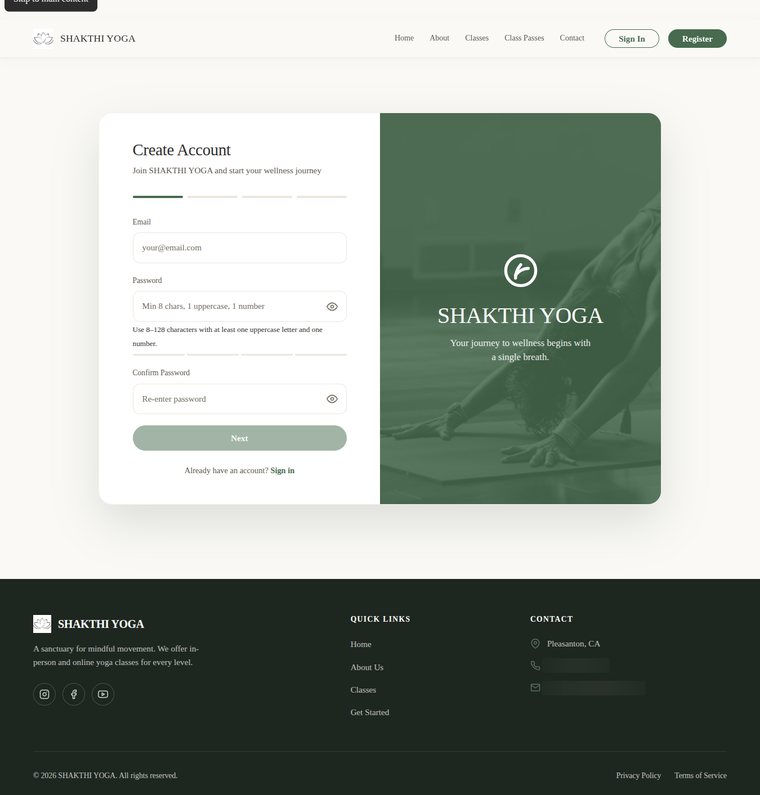 Skip to main content
SHAKTHI YOGA
Home
About
Classes
Class Passes
Contact
Sign In
Register
Create Account
Join SHAKTHI YOGA and start your wellness journey
Email
your@email.com
Password
Min 8 chars, 1 uppercase, 1 number
Use 8–128 characters with at least one uppercase letter and one
number.
Confirm Password
Re-enter password
Next
Already have an account? Sign in
SHAKTHI YOGA
Your journey to wellness begins with
a single breath.
SHAKTHI YOGA
A sanctuary for mindful movement. We offer in-
person and online yoga classes for every level.
QUICK LINKS
Home
About Us
Classes
Get Started
CONTACT
Pleasanton, CA
© 2026 SHAKTHI YOGA. All rights reserved.
Privacy Policy
Terms of Service